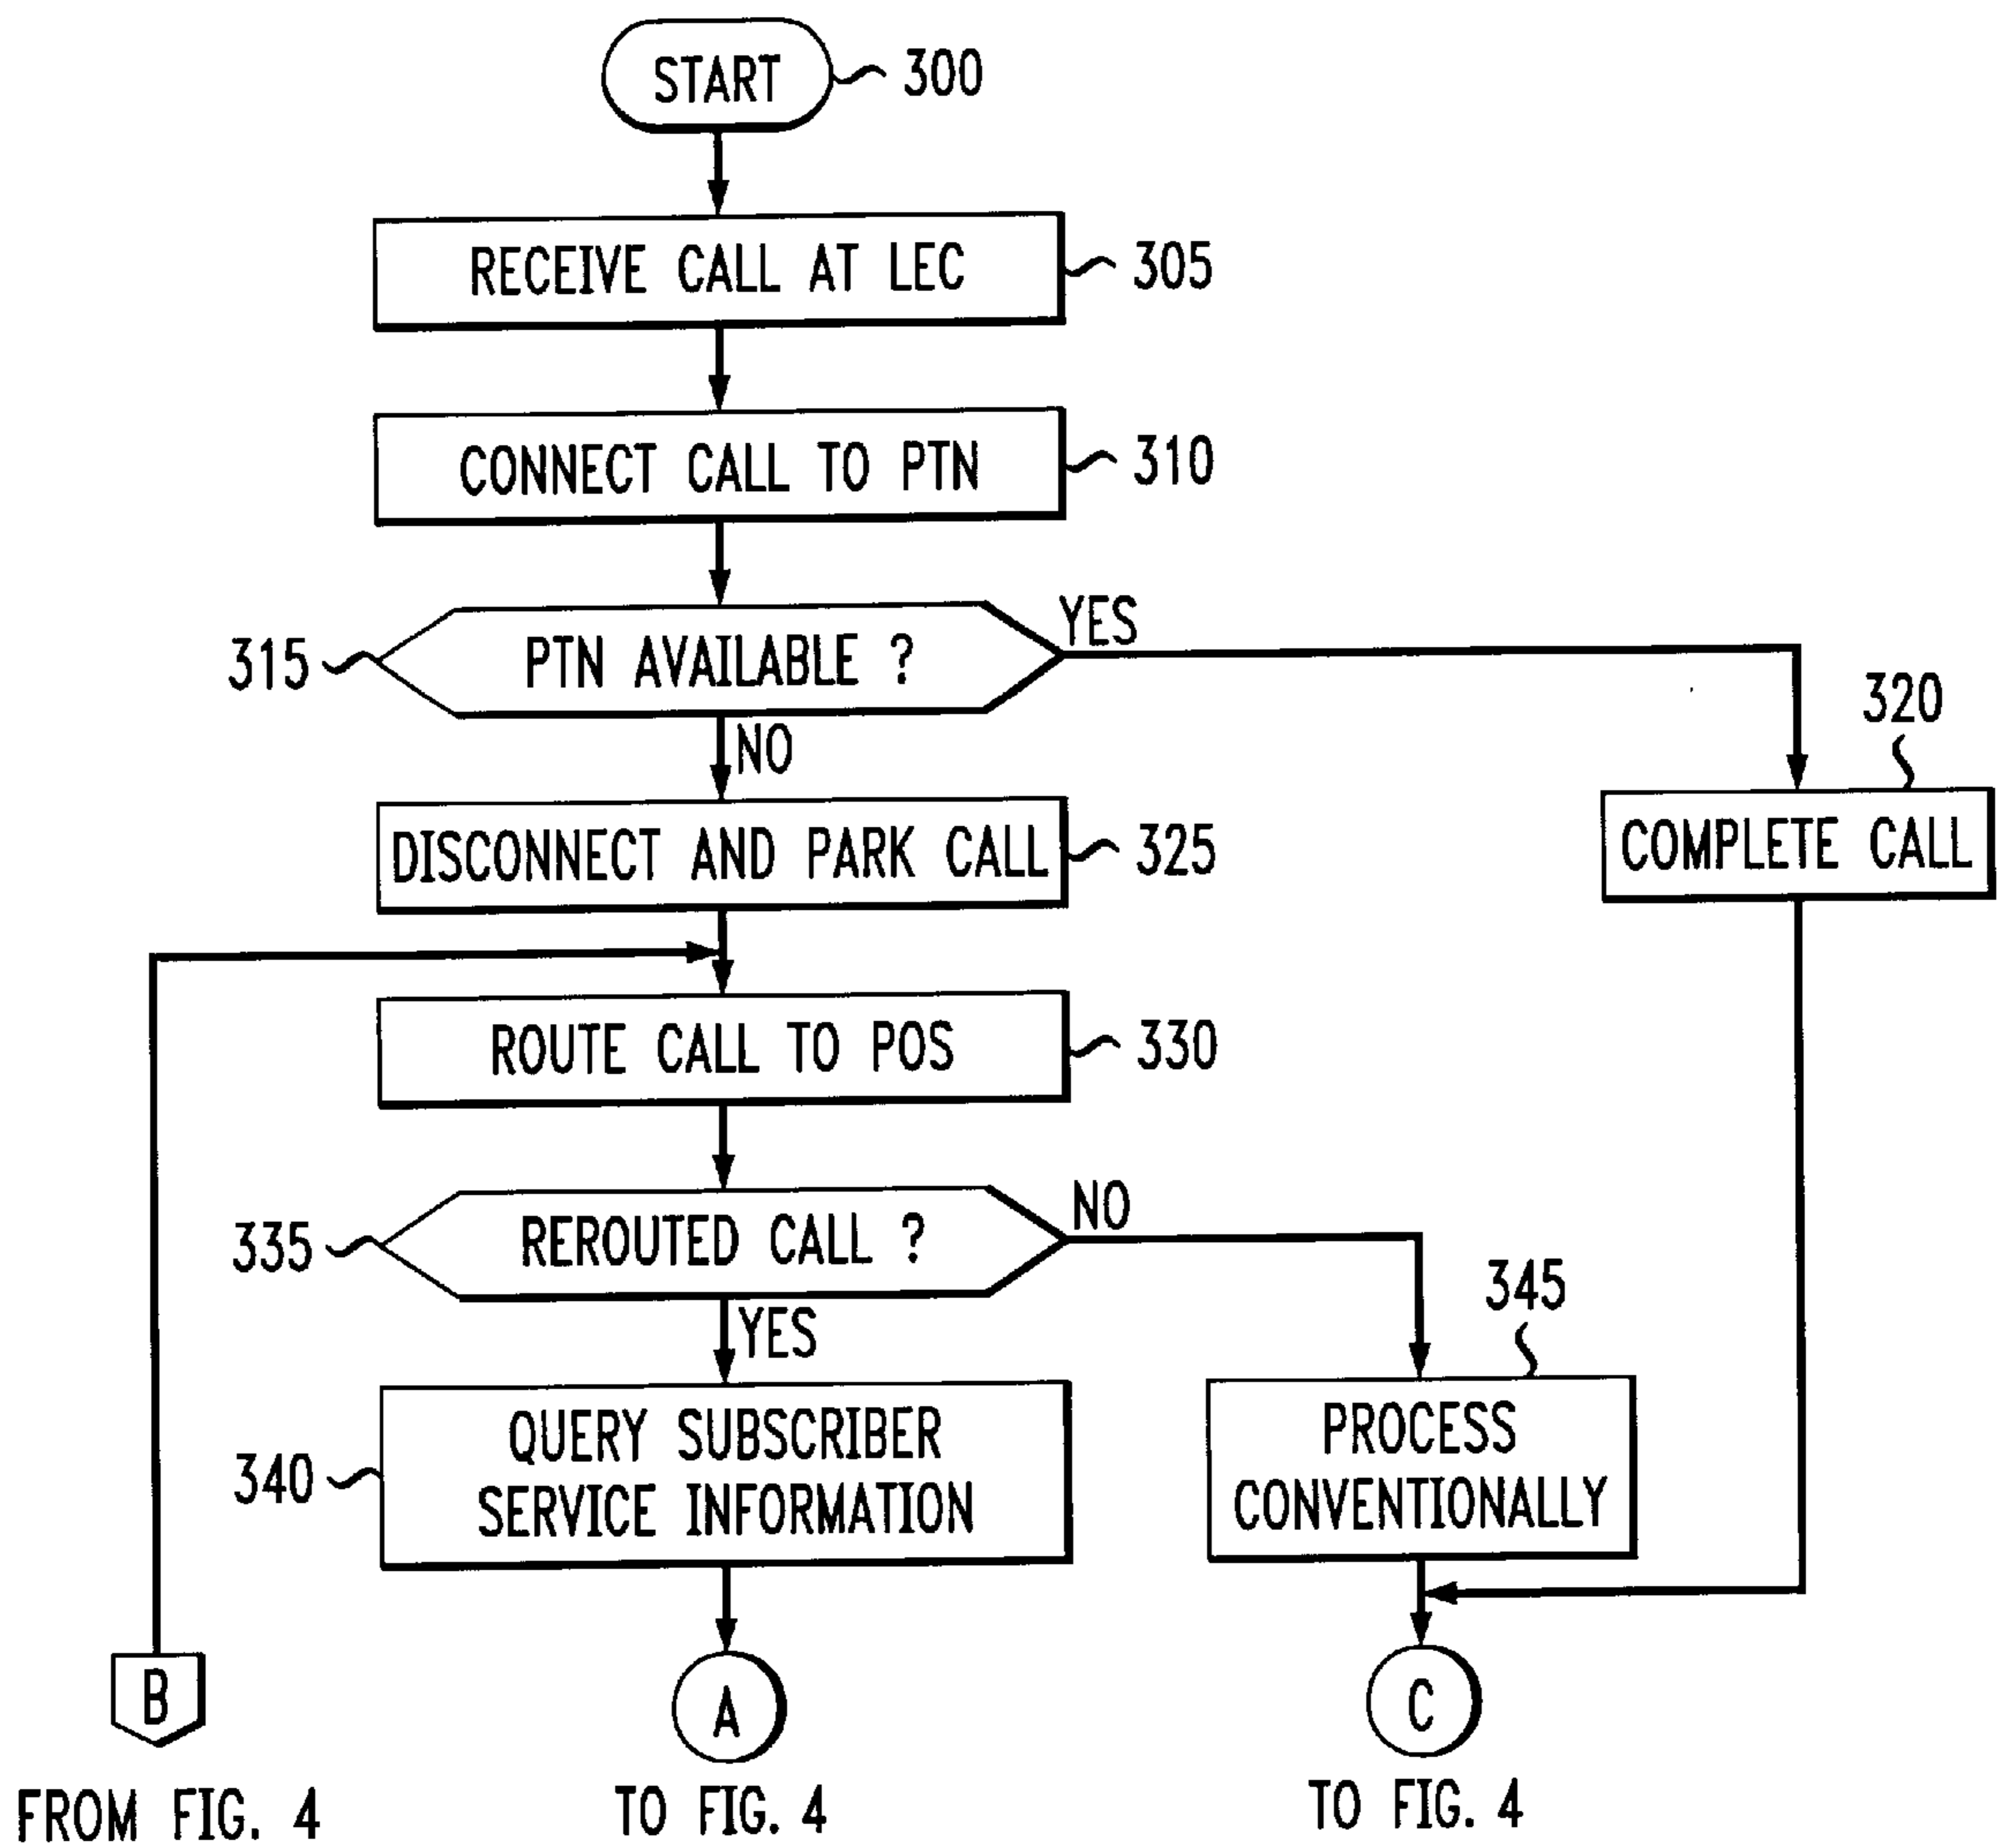 START
300
RECEIVE CALL AT LEC
305
CONNECT CALL TO PTN
310
315
PTN AVAILABLE ?
YES
NO
320
COMPLETE CALL
DISCONNECT AND PARK CALL
325
ROUTE CALL TO POS
330
335
REROUTED CALL ?
NO
YES
345
PROCESS
CONVENTIONALLY
340
QUERY SUBSCRIBER
SERVICE INFORMATION
B
A
C
FROM FIG. 4
TO FIG. 4
TO FIG. 4